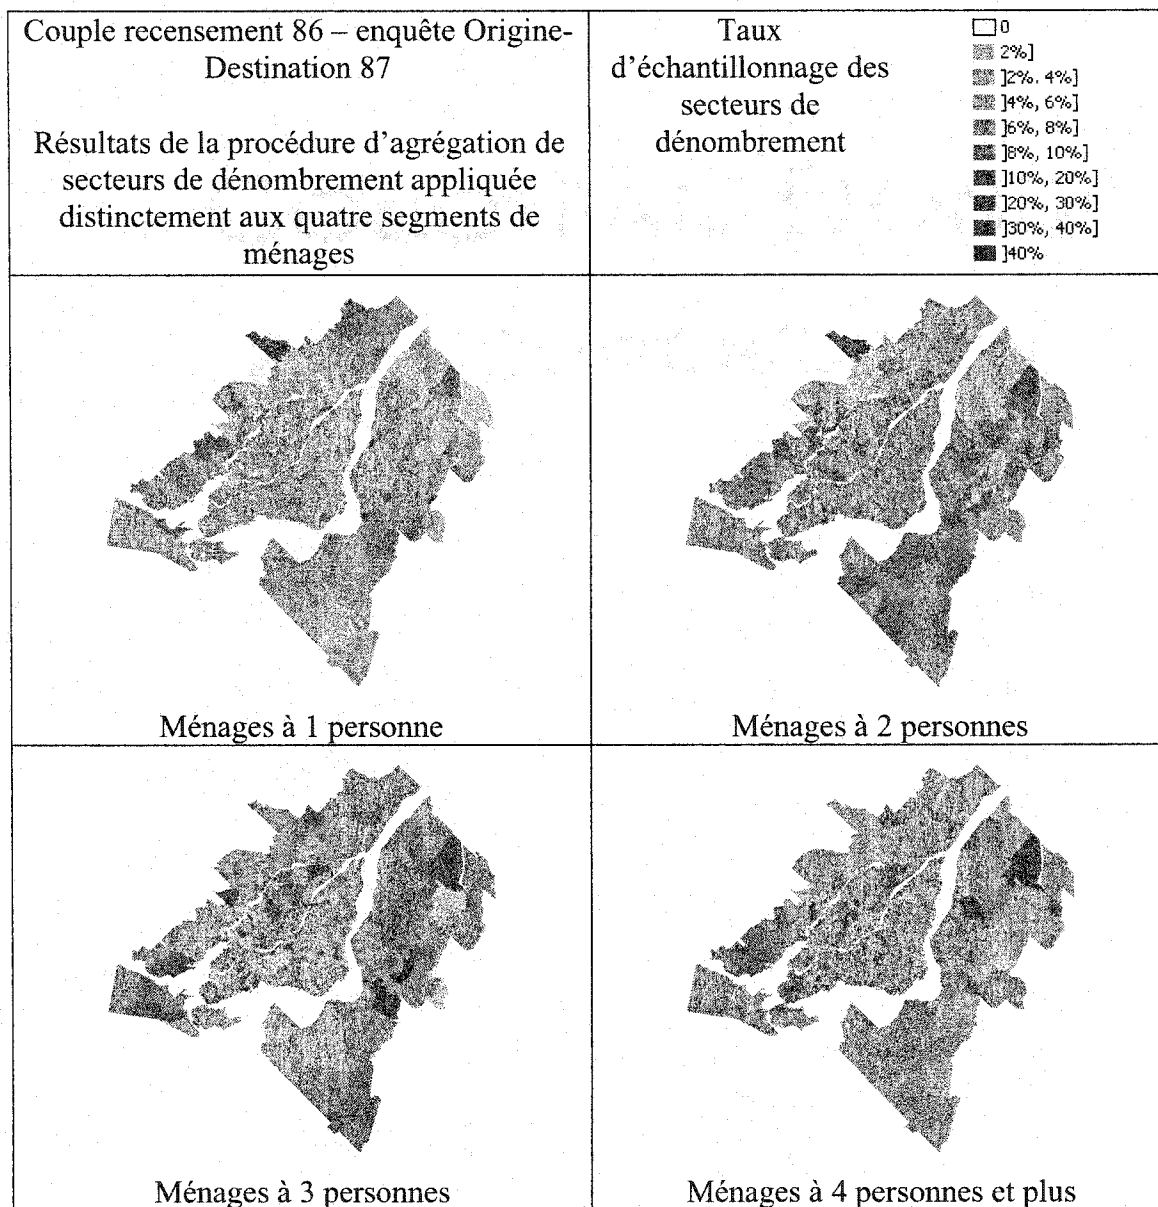 Couple recensement 86 – enquête Origine-
Destination 87
Résultats de la procédure d'agrégation de
secteurs de dénombrement appliquée
distinctement aux quatre segments de
ménages
Taux
d'échantillonnage des
secteurs de
dénombrement
0
2%]
]2%. 4%]
]4%, 6%]
]6%, 8%]
]8%, 10%]
]10%, 20%]
]20%, 30%]
]30%, 40%]
]40%
Ménages à 1 personne
Ménages à 2 personnes
Ménages à 3 personnes
Ménages à 4 personnes et plus